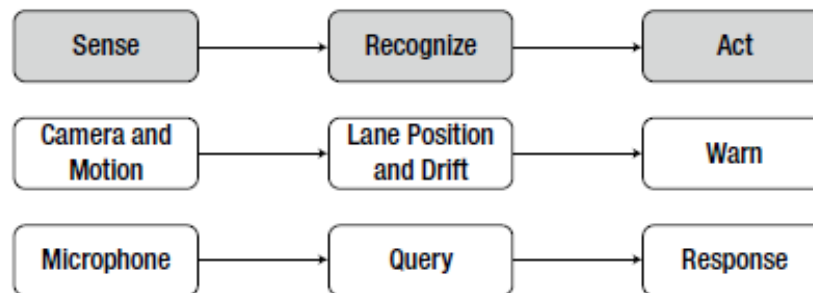 Sense
Recognize
Act
Camera and
Motion
Lane Position
and Drift
Warn
Microphone
Query
Response